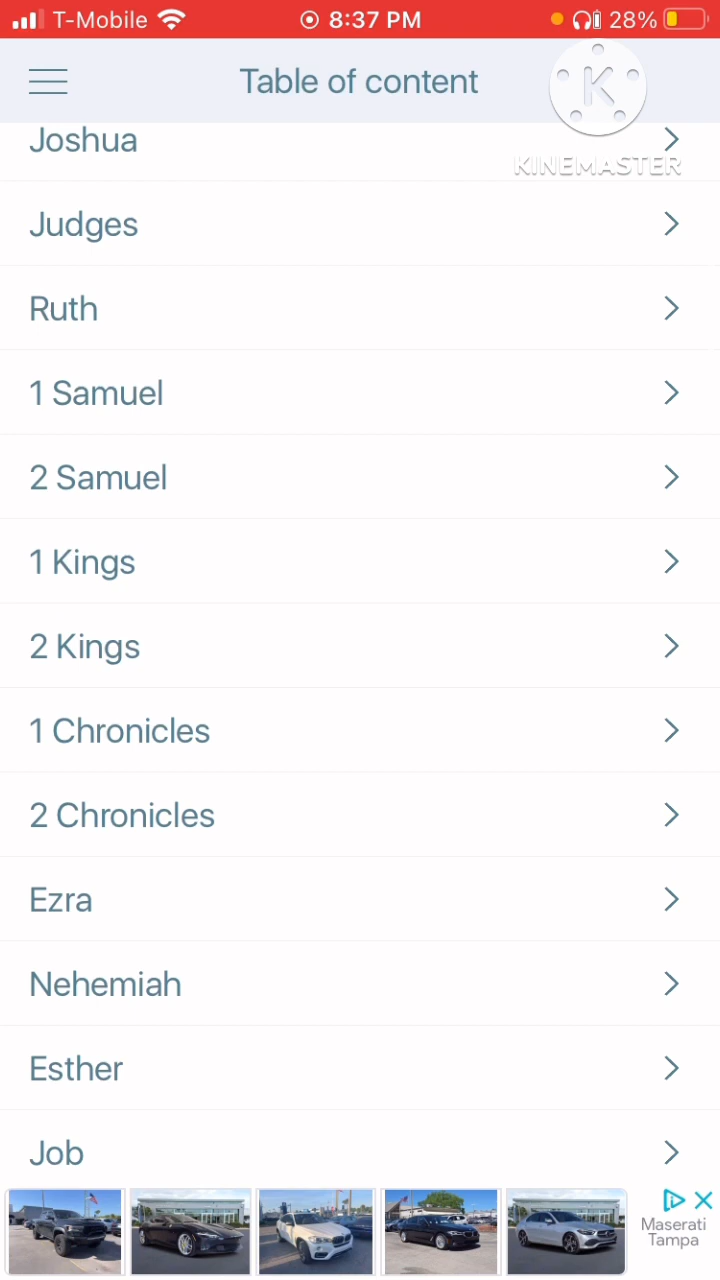 T-Mobile 8:37 PM 28%
Table of content
K
KINEMASTER
Joshua
Judges
Ruth
1 Samuel
2 Samuel
1 Kings
2 Kings
1 Chronicles
2 Chronicles
Ezra
Nehemiah
Esther
Job
Maserati
Tampa